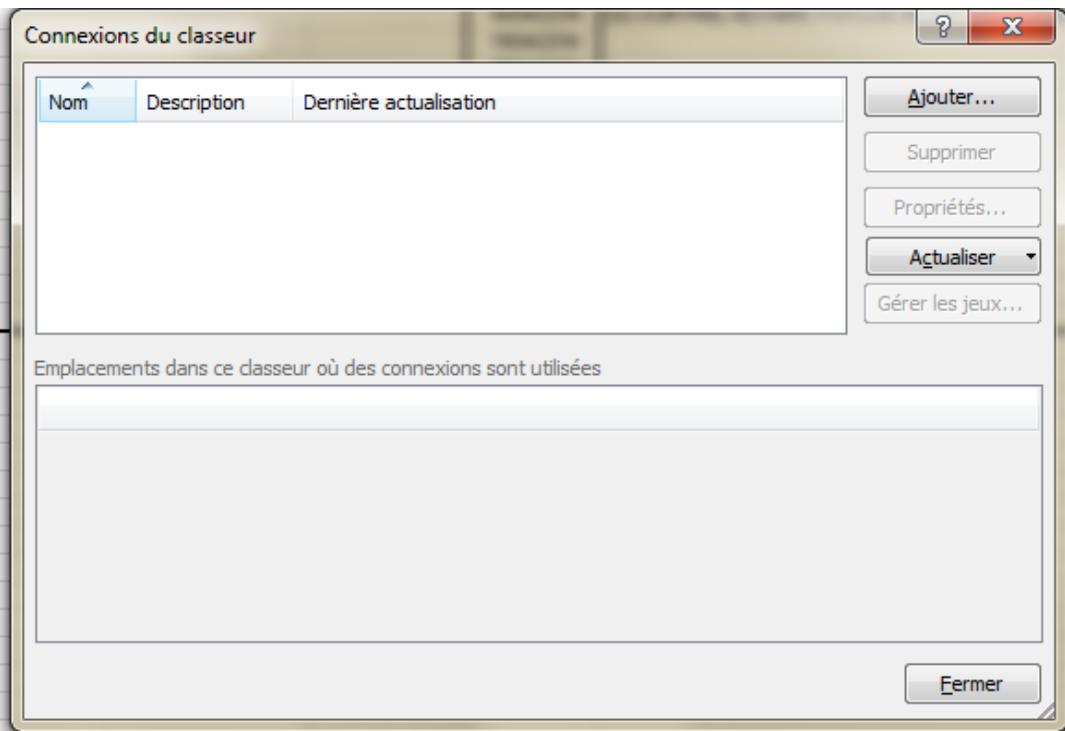 Connexions du classeur
Nom Description Dernière actualisation
Ajouter...
Supprimer
Propriétés...
Actualiser
Gérer les jeux...
Emplacements dans ce classeur où des connexions sont utilisées
Fermer